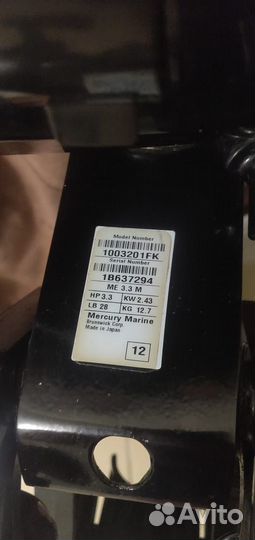 Model Number
1003201FK
Serial Number
1B637294
ME 3.3 M
HP 3.3 KW 2.43
LB 28 KG 12.7
Mercury Marine
Brunswick Corp.
Made in Japan
12
Avito